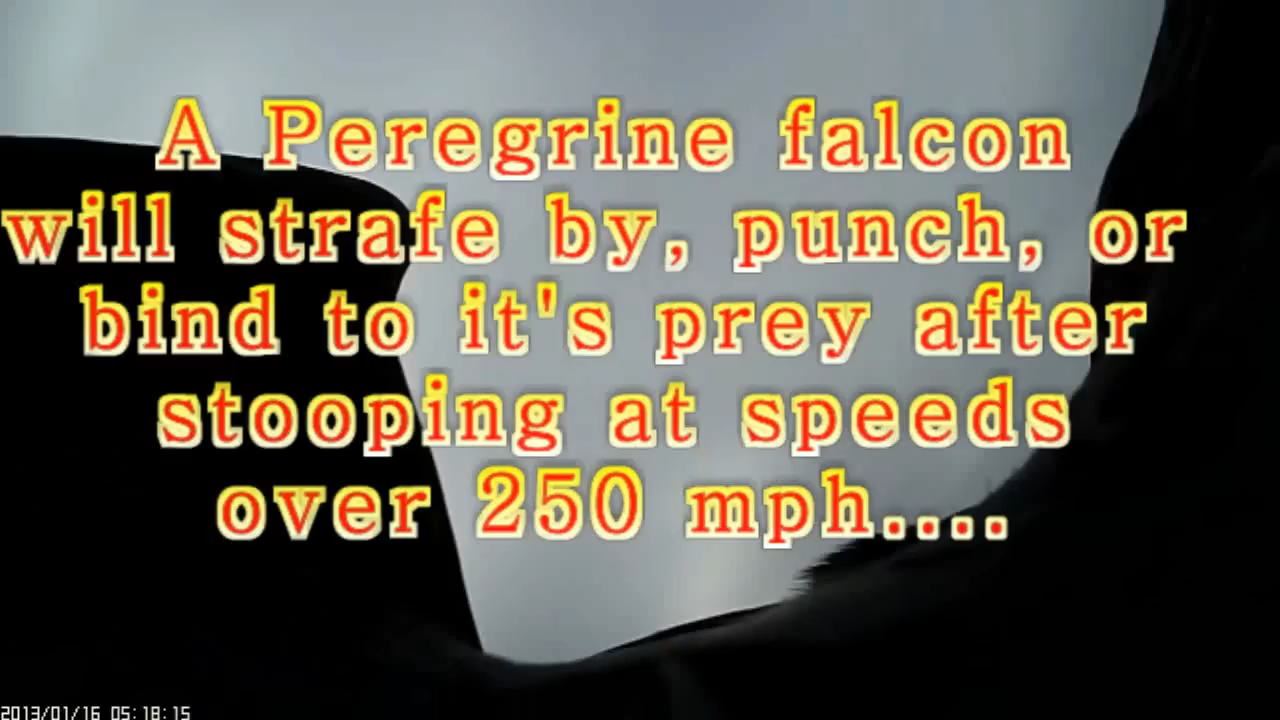 A Peregrine falcon
will strafe by, punch, or
bind to it's prey after
stooping at speeds
over 250 mph....
2013/01/16 05:18:15